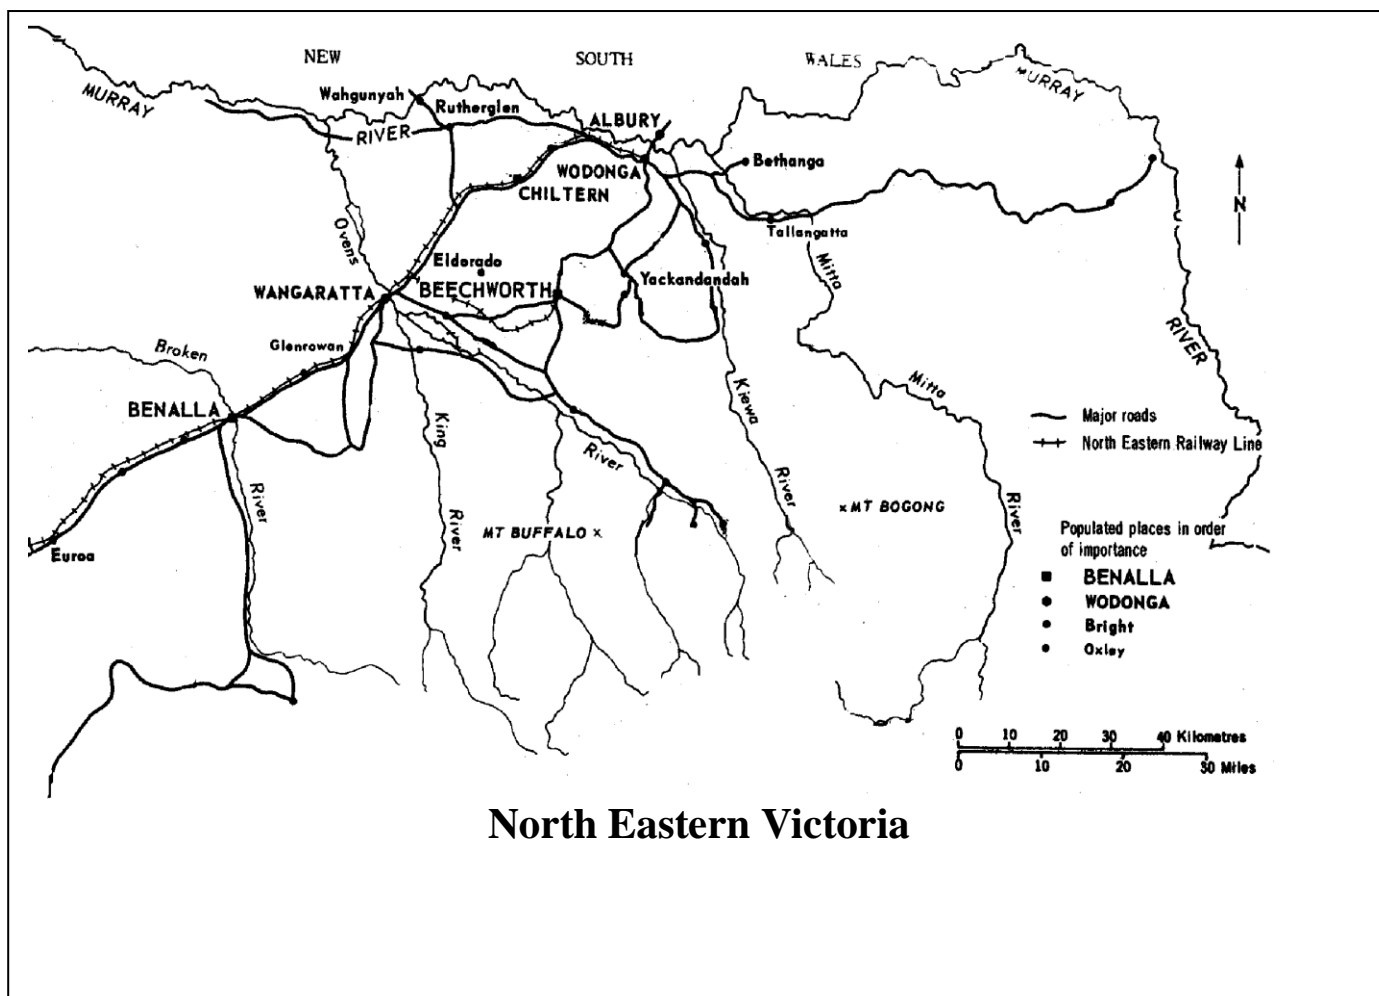 NEW SOUTH WALES
MURRAY
RIVER
Wahgunyah
Rutherglen
ALBURY
MURRAY
RIVER
WODONGA
Bethanga
CHILTERN
Tallangatta
Ovens
Eldorado
BEECHWORTH
Yackandandah
Mitta
WANGARATTA
Glenrowan
Broken
BENALLA
King
Kiewa
Mitta
River
River
River
River
River
MT BUFFALO x
x MT BOGONG
Euroa
N
Major roads
North Eastern Railway Line
Populated places in order
of importance
BENALLA
WODONGA
Bright
Oxley
0 10 20 30 40 Kilometres
0 10 20 30 Miles
North Eastern Victoria